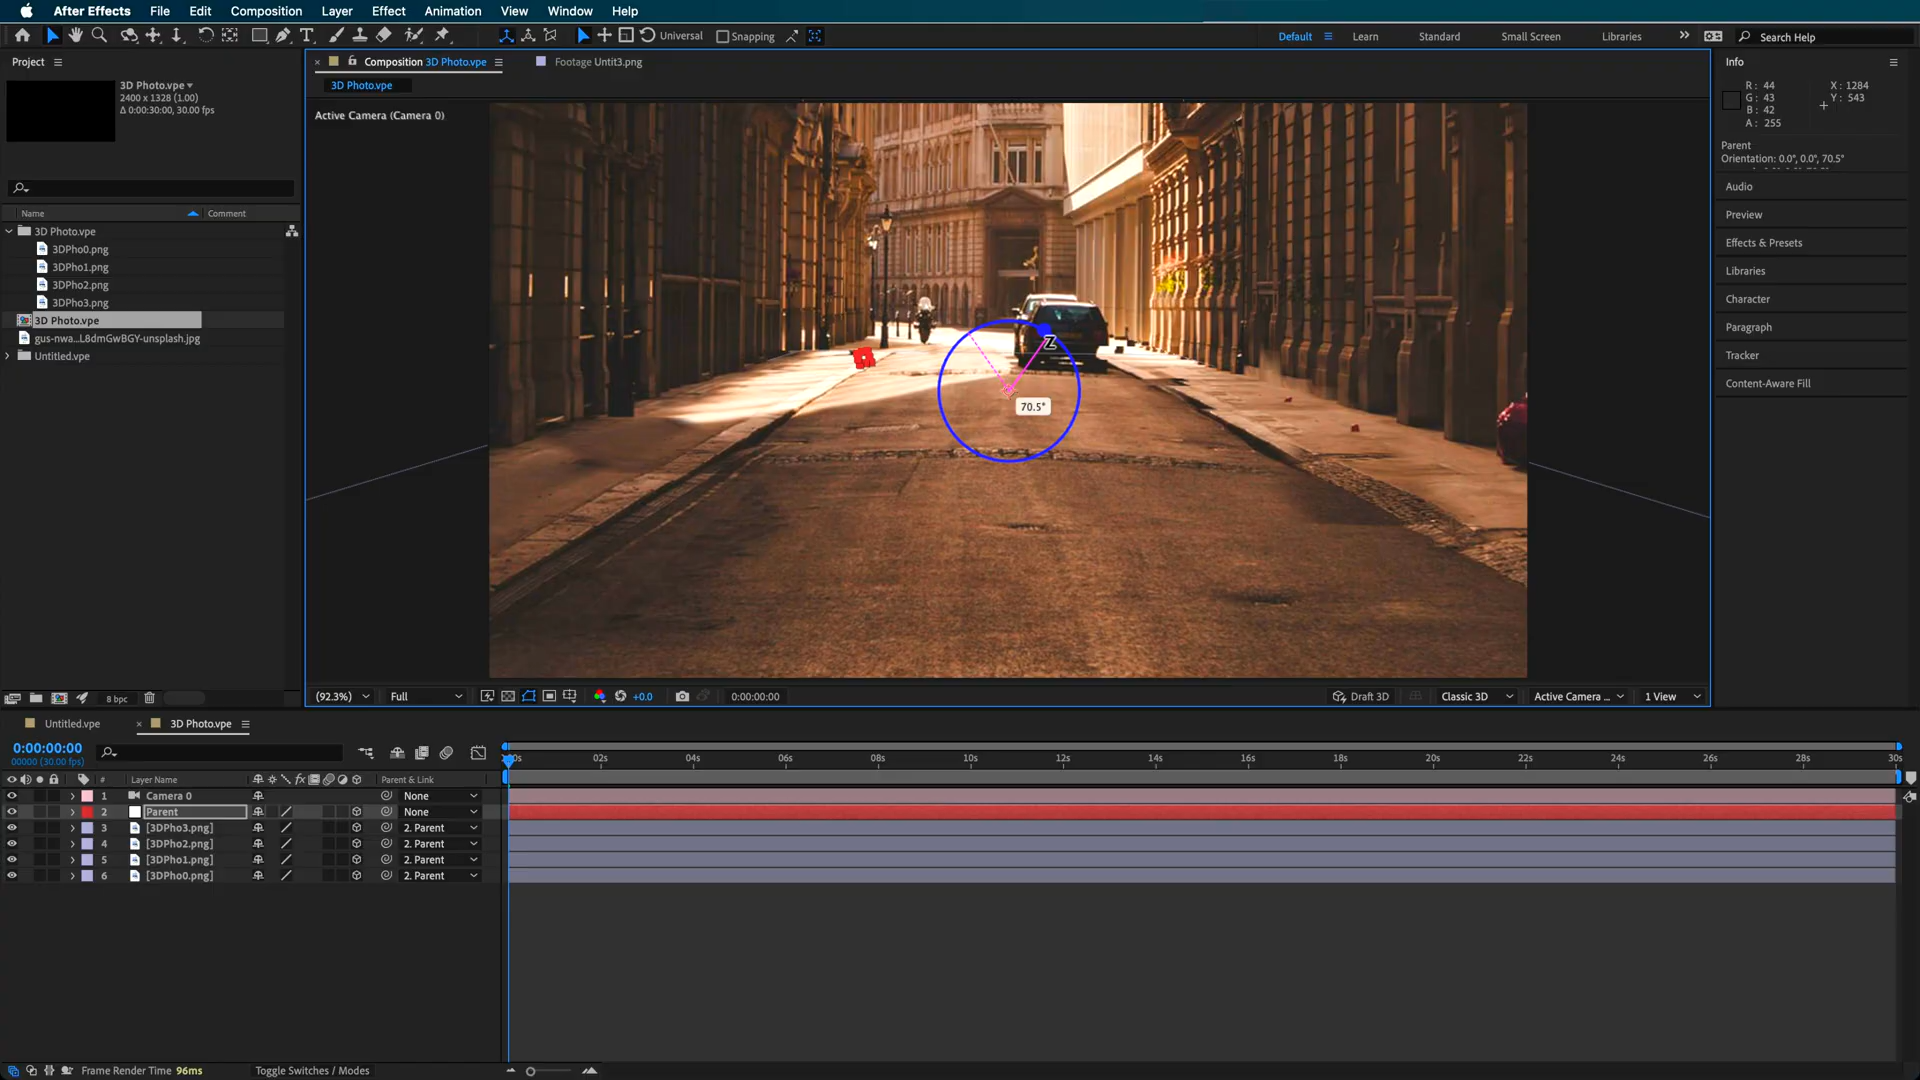 After Effects File Edit Composition Layer Effect Animation View Window Help
Universal Snapping Default Learn Standard Small Screen Libraries Search Help
Project
3D Photo.vpe
2400 x 1328 (1.00)
Δ 0:00:30:00, 30.00 fps
Name Comment
3D Photo.vpe
3DPho0.png
3DPho1.png
3DPho2.png
3DPho3.png
3D Photo.vpe
gus-nwa...L8dmGwBGY-unsplash.jpg
Untitled.vpe
8 bpc
Composition 3D Photo.vpe Footage Untit3.png
3D Photo.vpe
Active Camera (Camera 0)
Z
70.5°
(92.3%) Full +0.0 0:00:00:00 Draft 3D Classic 3D Active Camera ... 1 View
Info
R: 44 X: 1284
G: 43 Y: 543
B: 42
A: 255
Parent
Orientation: 0.0°, 0.0°, 70.5°
Audio
Preview
Effects & Presets
Libraries
Character
Paragraph
Tracker
Content-Aware Fill
Untitled.vpe 3D Photo.vpe
0:00:00:00
00000 (30.00 fps)
02s 04s 06s 08s 10s 12s 14s 16s 18s 20s 22s 24s 26s 28s 30s
# Layer Name fx Parent & Link
1 Camera 0 None
2 Parent None
3 [3DPho3.png] 2. Parent
4 [3DPho2.png] 2. Parent
5 [3DPho1.png] 2. Parent
6 [3DPho0.png] 2. Parent
Frame Render Time 96ms Toggle Switches / Modes